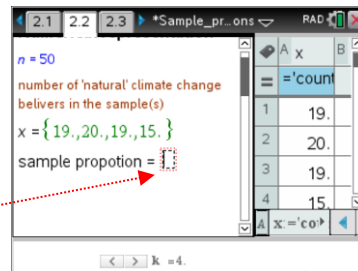 2.1 2.2 2.3 *Sample_pr...ons RAD
n = 50
number of 'natural' climate change
belivers in the sample(s)
x ={19.,20.,19.,15.}
sample propotion =
A x B
= ='count
1 19.
2 20.
3 19.
4 15.
A x:='co
k =4.